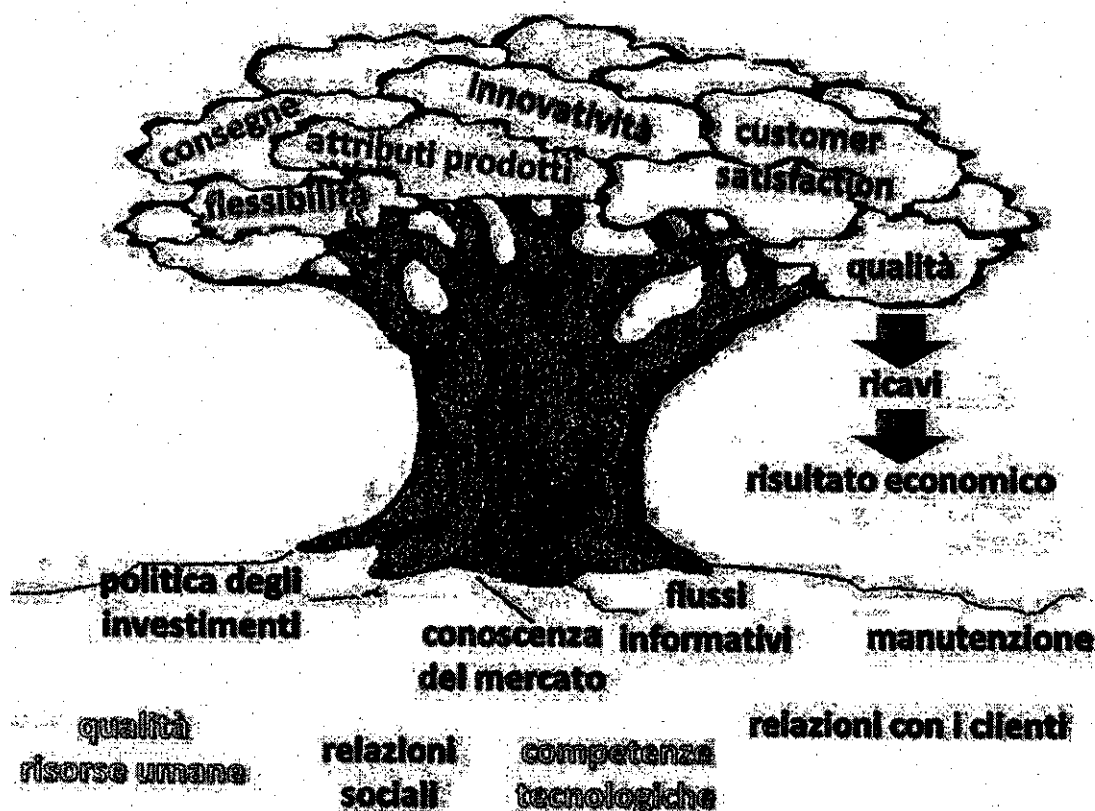 innovatività
consegne
customer
satisfaction
attributi prodotti
flessibilità
qualità
ricavi
risultato economico
politica degli
investimenti
conoscenza
del mercato
flussi
informativi
manutenzione
qualità
risorse umane
relazioni
sociali
competenze
tecnologiche
relazioni con i clienti